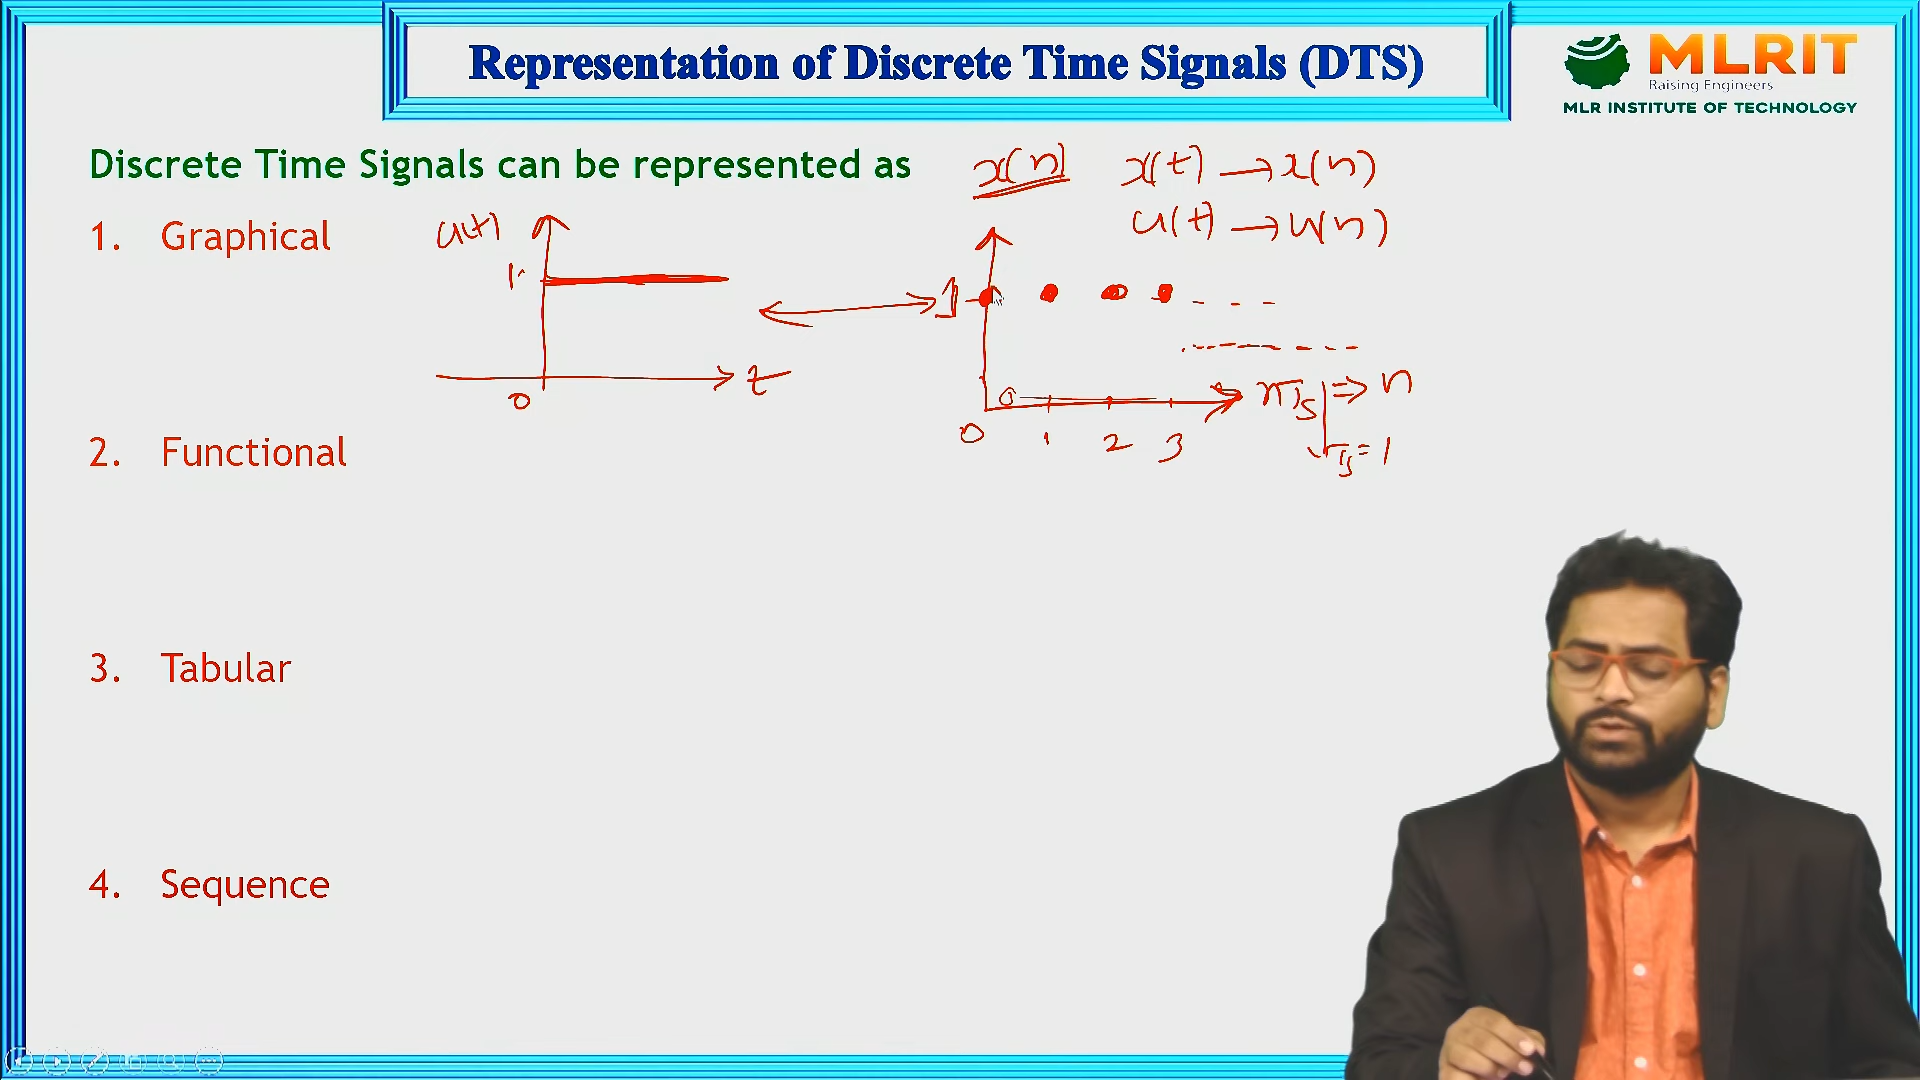 Representation of Discrete Time Signals (DTS)
MLRIT
Raising Engineers
MLR INSTITUTE OF TECHNOLOGY
Discrete Time Signals can be represented as
x(n) x(t) → x(n)
u(t) → u(n)
1. Graphical
u(t)
1
0
t
1
0
0 1 2 3
nTs ⇒ n
Ts = 1
2. Functional
3. Tabular
4. Sequence